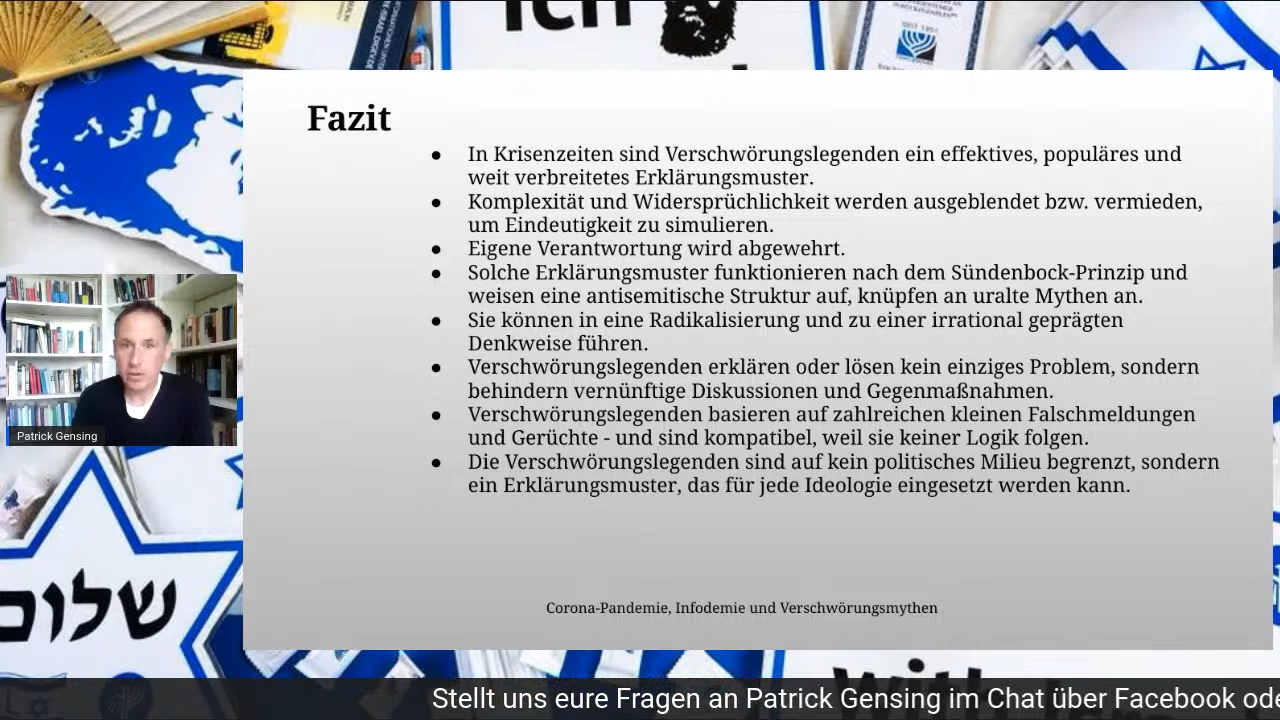 ich
Fazit
● In Krisenzeiten sind Verschwörungslegenden ein effektives, populäres und
weit verbreitetes Erklärungsmuster.
● Komplexität und Widersprüchlichkeit werden ausgeblendet bzw. vermieden,
um Eindeutigkeit zu simulieren.
● Eigene Verantwortung wird abgewehrt.
● Solche Erklärungsmuster funktionieren nach dem Sündenbock-Prinzip und
weisen eine antisemitische Struktur auf, knüpfen an uralte Mythen an.
● Sie können in eine Radikalisierung und zu einer irrational geprägten
Denkweise führen.
● Verschwörungslegenden erklären oder lösen kein einziges Problem, sondern
behindern vernünftige Diskussionen und Gegenmaßnahmen.
● Verschwörungslegenden basieren auf zahlreichen kleinen Falschmeldungen
und Gerüchte - und sind kompatibel, weil sie keiner Logik folgen.
● Die Verschwörungslegenden sind auf kein politisches Milieu begrenzt, sondern
ein Erklärungsmuster, das für jede Ideologie eingesetzt werden kann.
Patrick Gensing
שלום
Corona-Pandemie, Infodemie und Verschwörungsmythen
with
Stellt uns eure Fragen an Patrick Gensing im Chat über Facebook ode